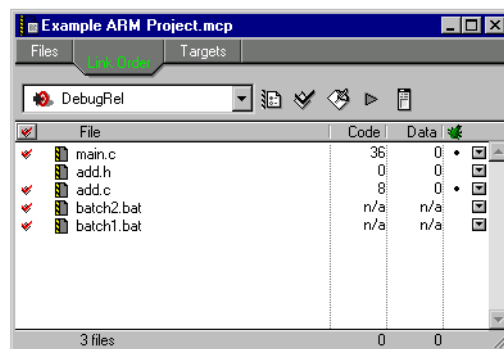 Example ARM Project.mcp
Files Link Order Targets
DebugRel
File Code Data
main.c 36 0 •
add.h 0 0
add.c 8 0 •
batch2.bat n/a n/a
batch1.bat n/a n/a
3 files 0 0